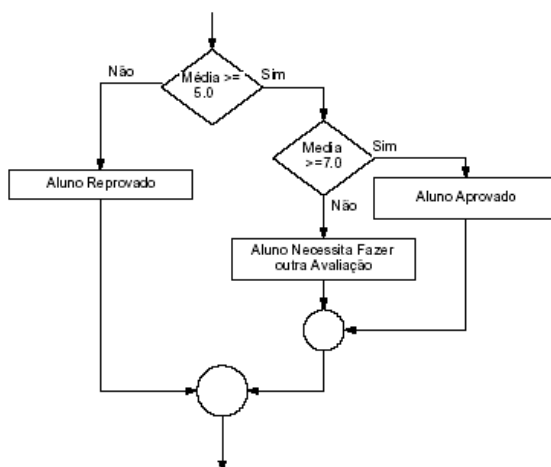 Não
Média >=
5.0
Sim
Media
>=7.0
Sim
Não
Aluno Reprovado
Aluno Aprovado
Aluno Necessita Fazer
outra Avaliação